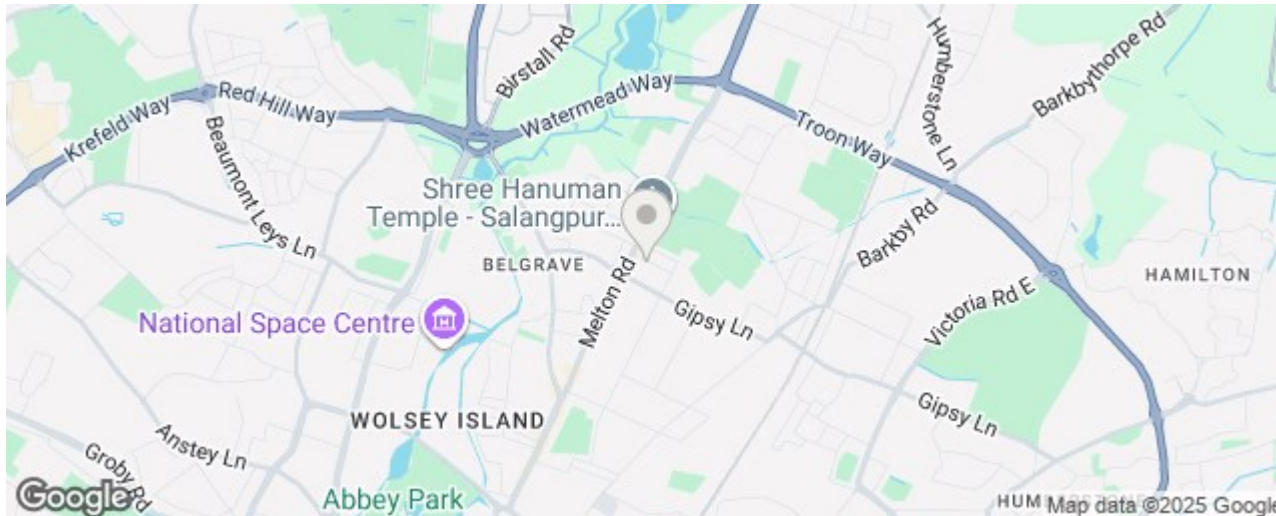 Krefeld Way
Red Hill Way
Birstall Rd
Watermead Way
Troon Way
Humberstone Ln
Barkbythorpe Rd
Beaumont Leys Ln
Shree Hanuman
Temple - Salangpur...
BELGRAVE
Melton Rd
Barkby Rd
HAMILTON
Victoria Rd E
National Space Centre
Gipsy Ln
WOLSEY ISLAND
Gipsy Ln
Anstey Ln
Groby Rd
Abbey Park
Google
Map data ©2025 Google